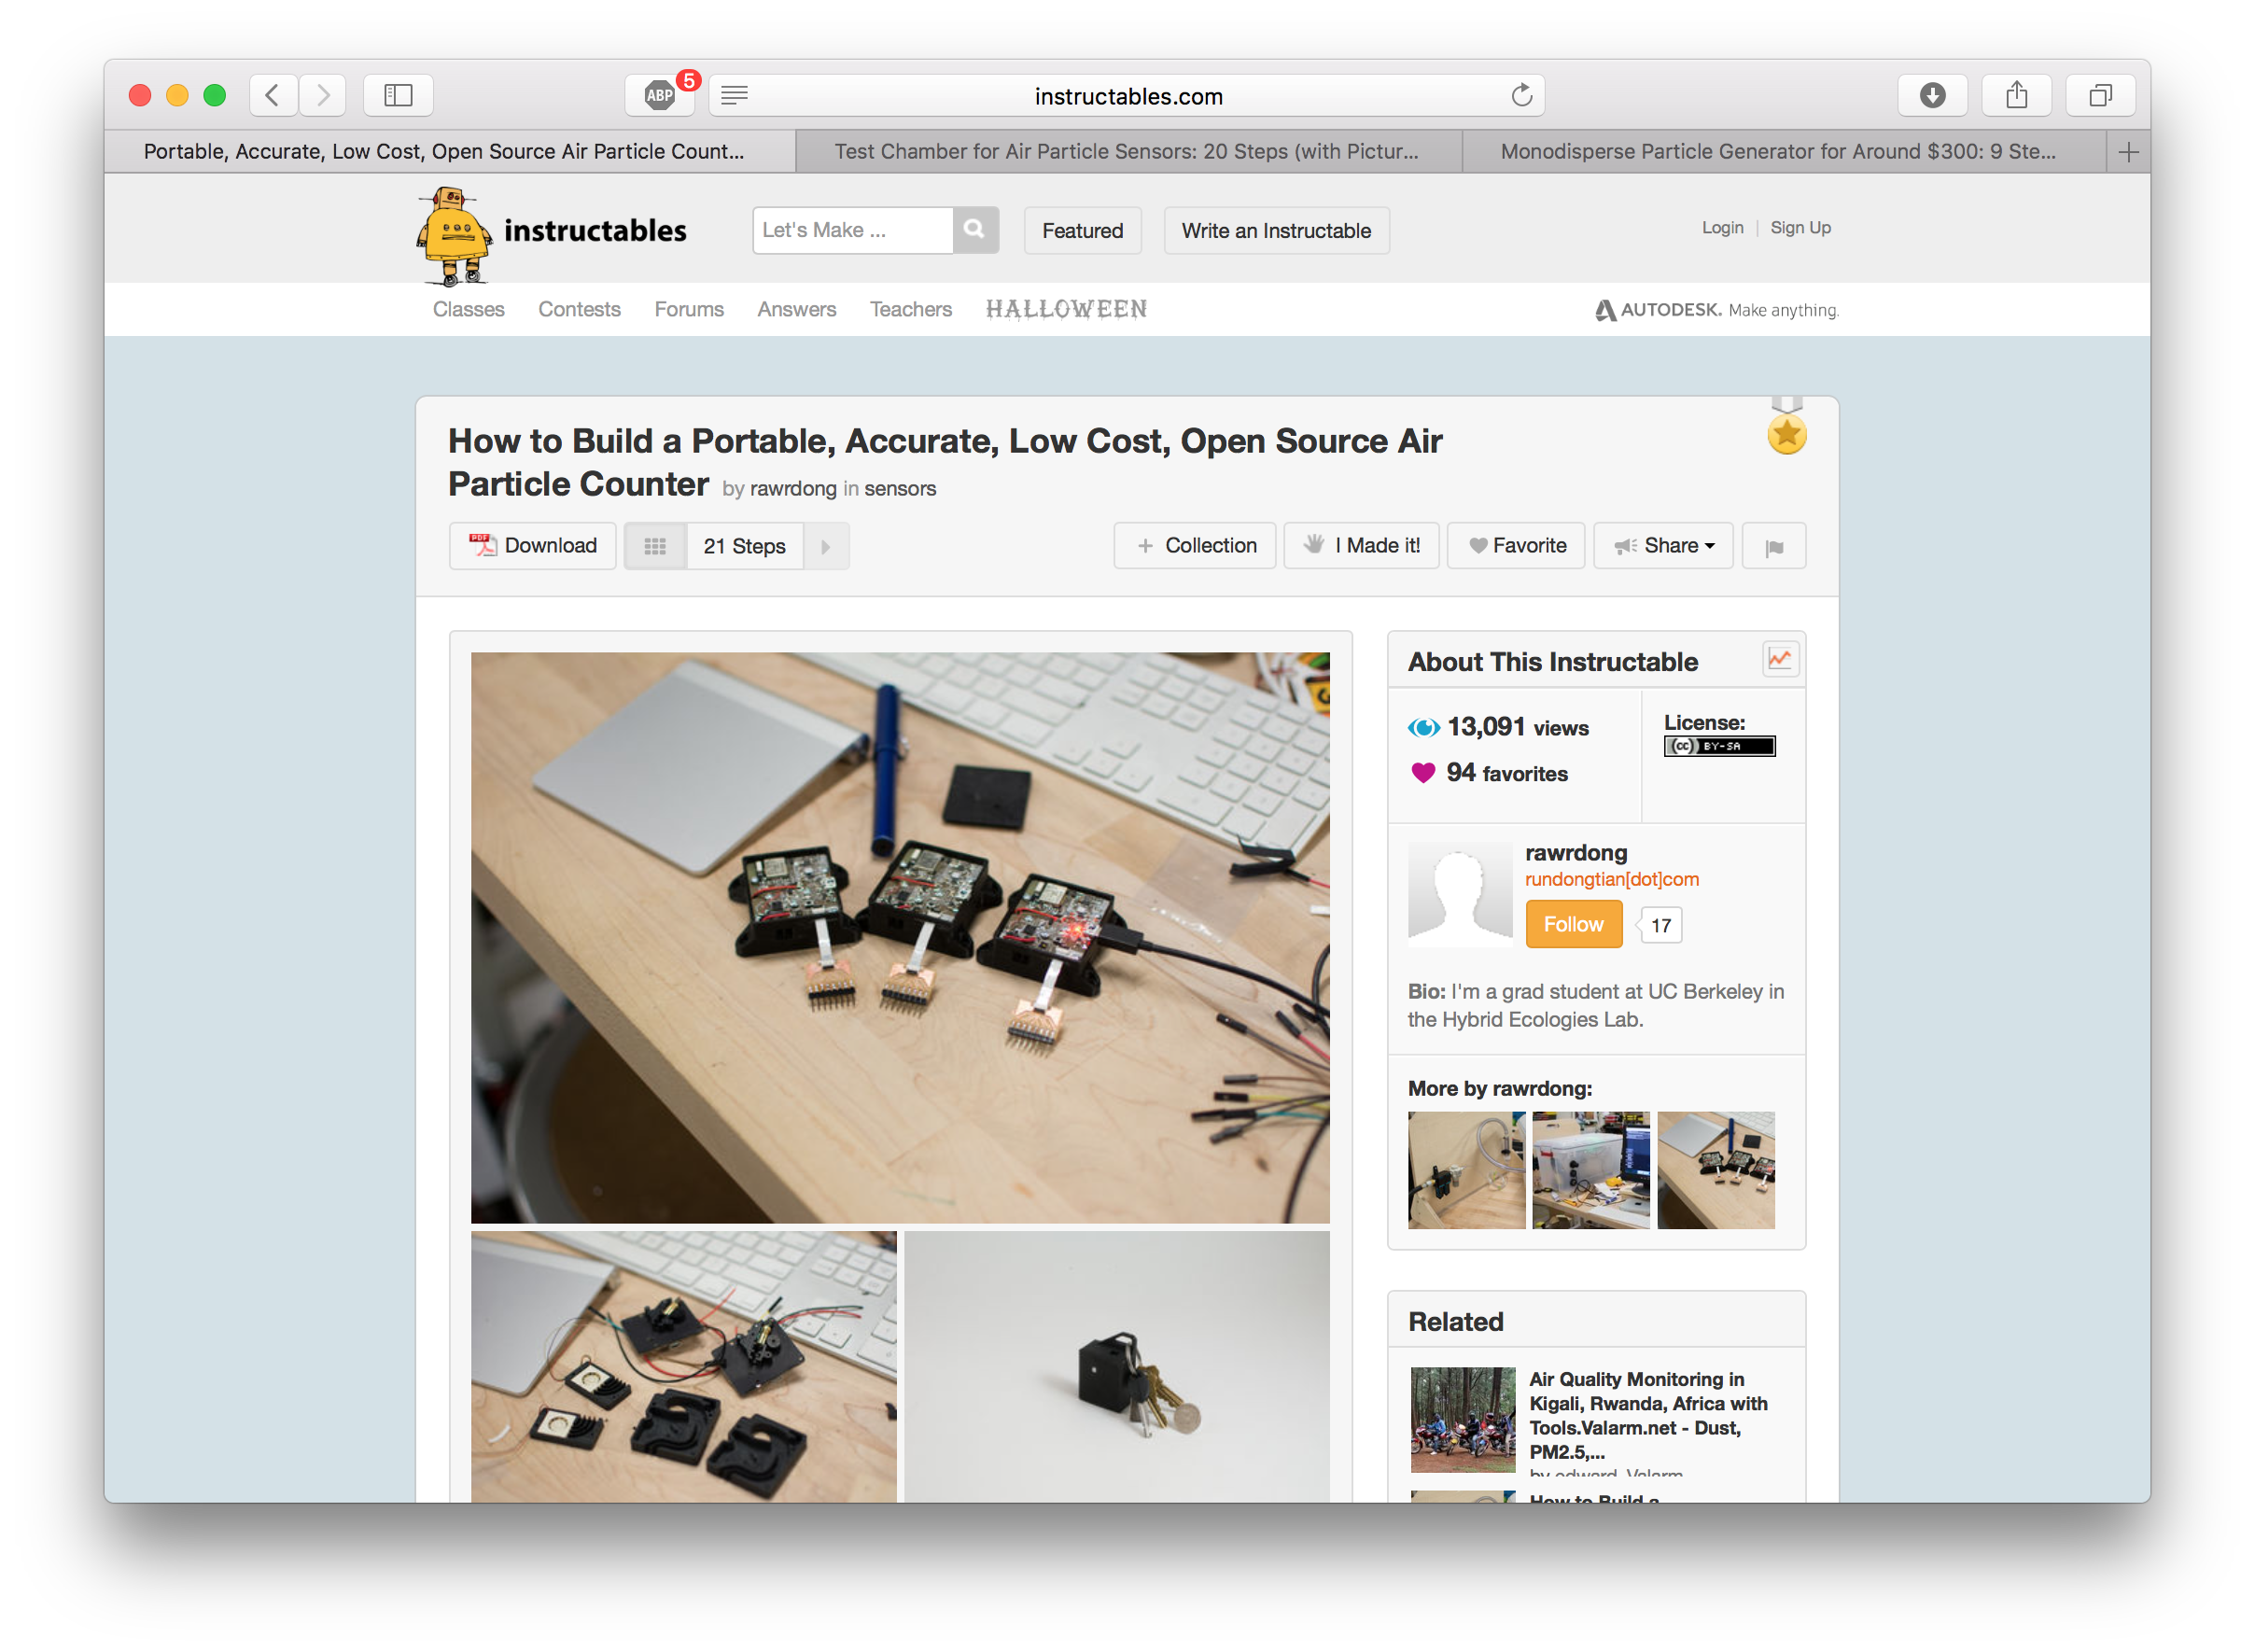 ABP 5
instructables.com
Portable, Accurate, Low Cost, Open Source Air Particle Count...
Test Chamber for Air Particle Sensors: 20 Steps (with Pictur...
Monodisperse Particle Generator for Around $300: 9 Ste...
instructables
Let's Make ...
Featured
Write an Instructable
Login
Sign Up
Classes
Contests
Forums
Answers
Teachers
HALLOWEEN
AUTODESK. Make anything.
How to Build a Portable, Accurate, Low Cost, Open Source Air
Particle Counter by rawrdong in sensors
PDF Download
21 Steps
+ Collection
I Made it!
Favorite
Share
About This Instructable
13,091 views
94 favorites
License:
(cc) BY-SA
rawrdong
rundongtian[dot]com
Follow
17
Bio: I'm a grad student at UC Berkeley in
the Hybrid Ecologies Lab.
More by rawrdong:
Related
Air Quality Monitoring in
Kigali, Rwanda, Africa with
Tools.Valarm.net - Dust,
PM2.5,...
by edward_Valarm
How to Build a